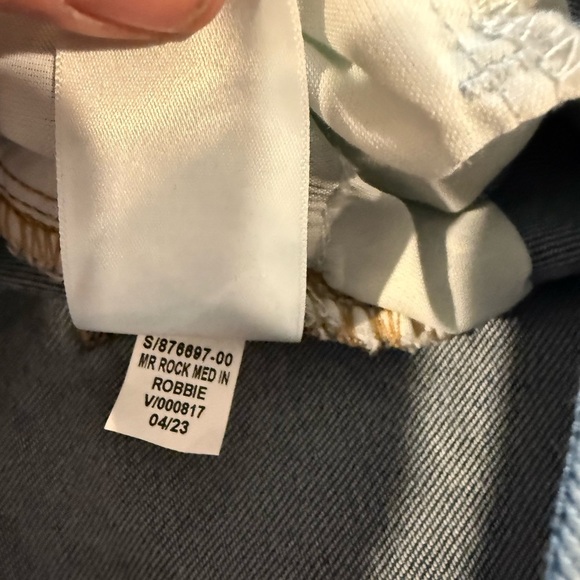 S/876697-00
MR ROCK MED IN
ROBBIE
V/000817
04/23